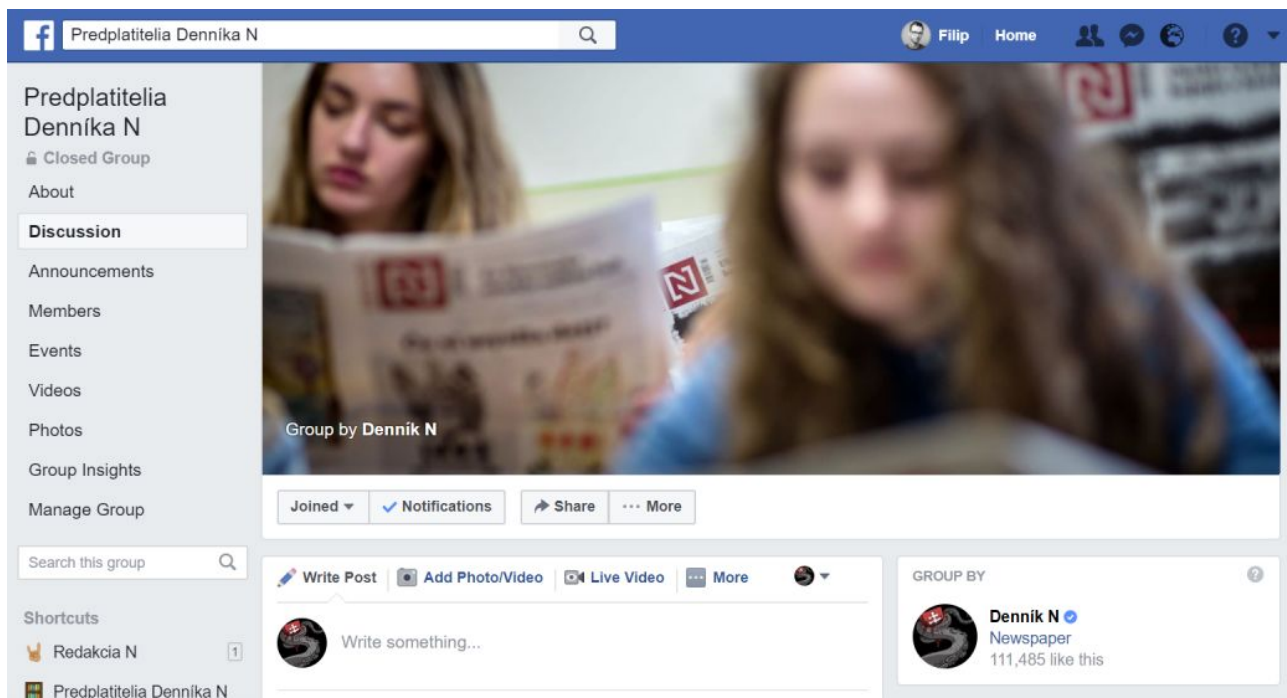 Predplatitelia Denníka N
Filip
Home
Predplatitelia
Denníka N
Closed Group
About
Discussion
Announcements
Members
Events
Videos
Photos
Group Insights
Manage Group
Search this group
Shortcuts
Redakcia N
1
Predplatitelia Denníka N
N
N
N
Group by Denník N
Joined
Notifications
Share
More
Write Post
Add Photo/Video
Live Video
More
Write something...
GROUP BY
Denník N
Newspaper
111,485 like this